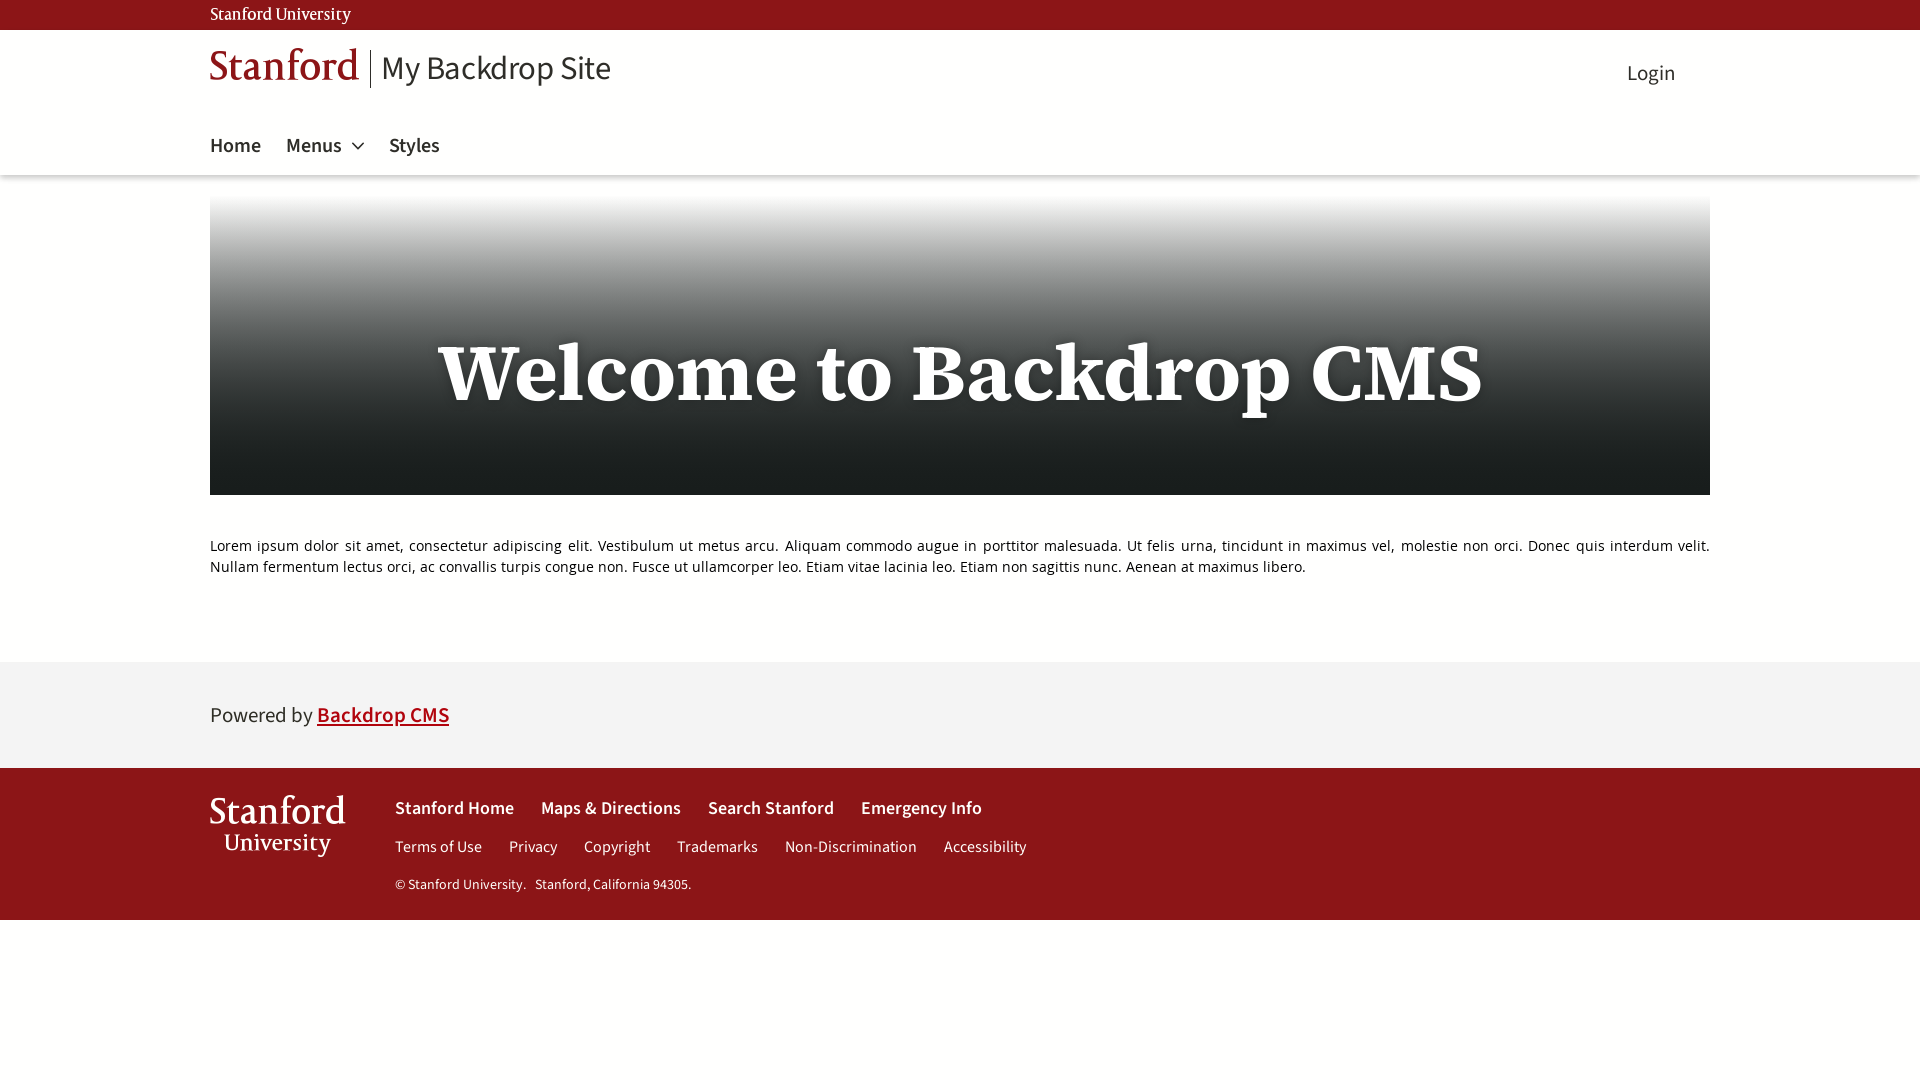 Stanford University
Stanford My Backdrop Site
Login
Home Menus Styles
Welcome to Backdrop CMS
Lorem ipsum dolor sit amet, consectetur adipiscing elit. Vestibulum ut metus arcu. Aliquam commodo augue in porttitor malesuada. Ut felis urna, tincidunt in maximus vel, molestie non orci. Donec quis interdum velit.
Nullam fermentum lectus orci, ac convallis turpis congue non. Fusce ut ullamcorper leo. Etiam vitae lacinia leo. Etiam non sagittis nunc. Aenean at maximus libero.
Powered by Backdrop CMS
Stanford
University
Stanford Home Maps & Directions Search Stanford Emergency Info
Terms of Use Privacy Copyright Trademarks Non-Discrimination Accessibility
© Stanford University. Stanford, California 94305.